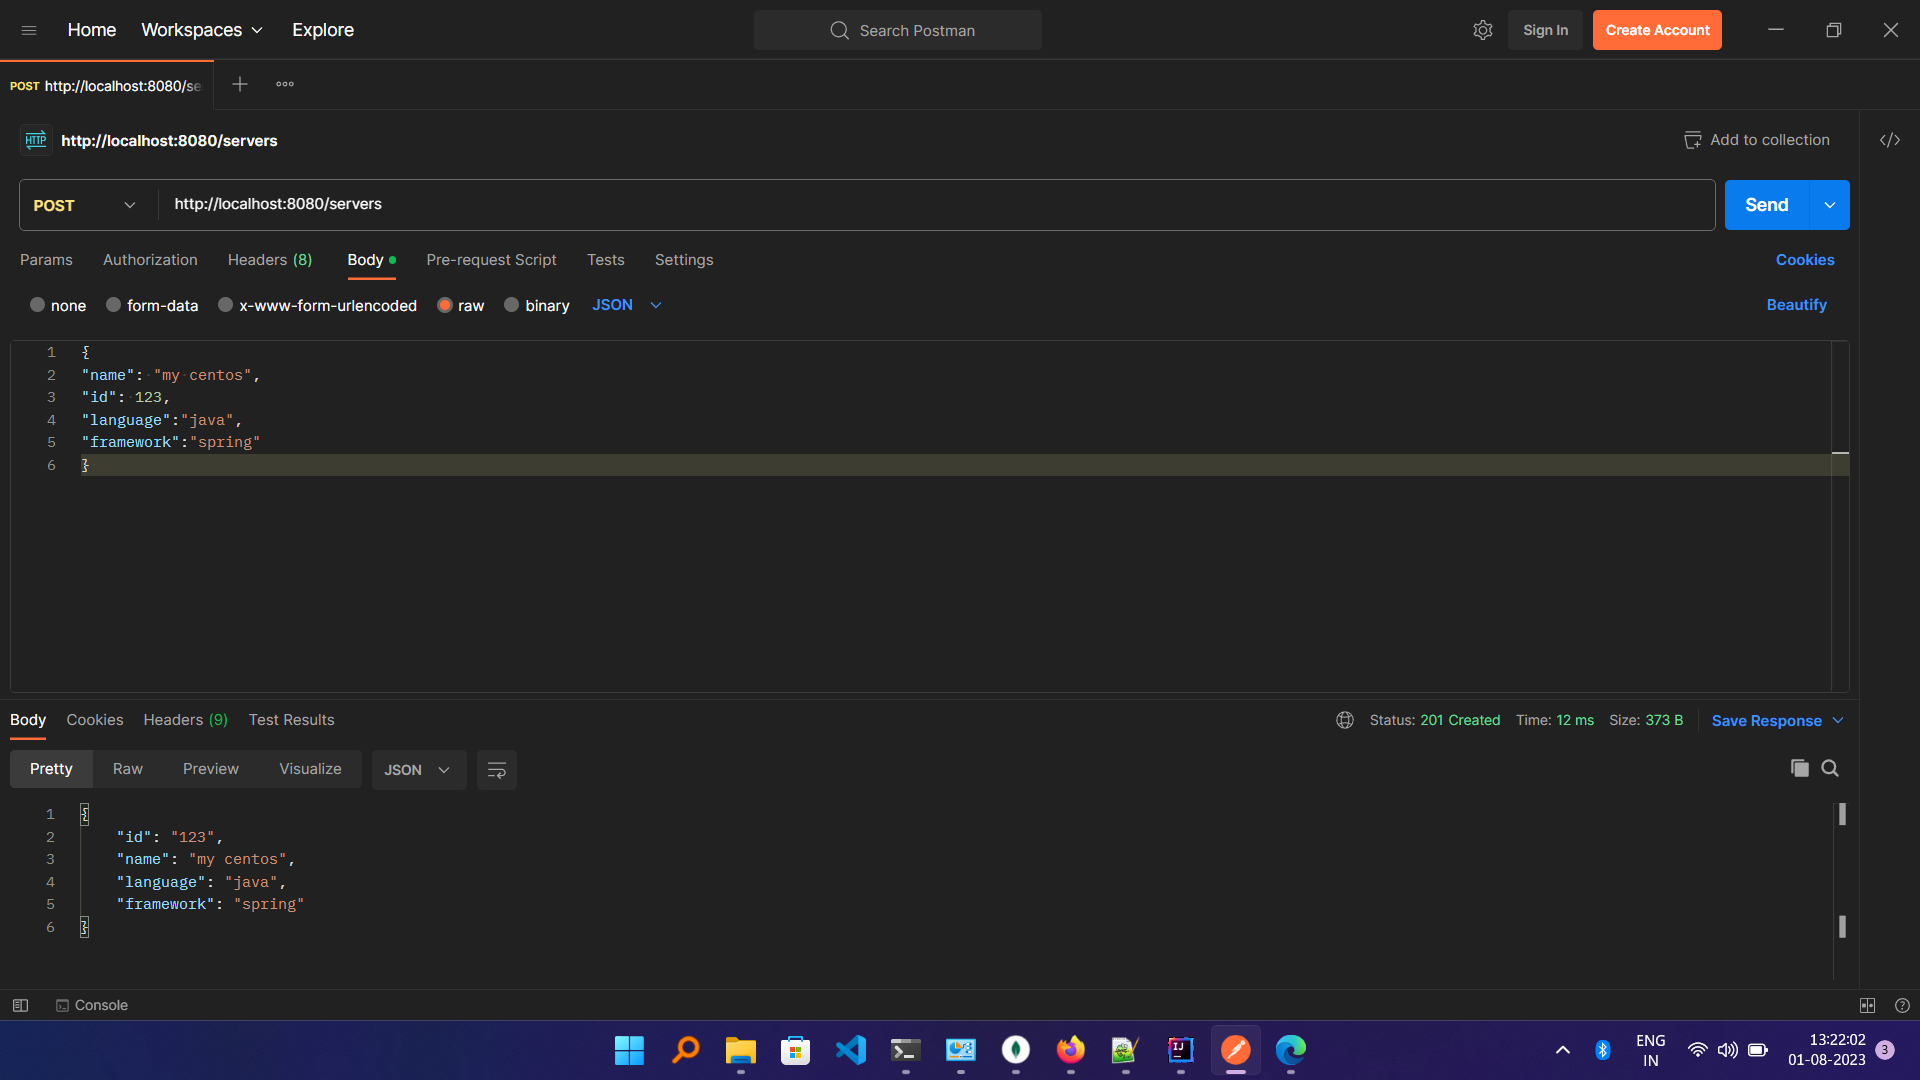 Home
Workspaces
Explore
Search Postman
Sign In
Create Account
POST http://localhost:8080/se
HTTP
http://localhost:8080/servers
Add to collection
</>
POST
http://localhost:8080/servers
Send
Params
Authorization
Headers (8)
Body
Pre-request Script
Tests
Settings
Cookies
none
form-data
x-www-form-urlencoded
raw
binary
JSON
Beautify
1 {
2 "name": "my centos",
3 "id": 123,
4 "language":"java",
5 "framework":"spring"
6 }
Body
Cookies
Headers (9)
Test Results
Status: 201 Created
Time: 12 ms
Size: 373 B
Save Response
Pretty
Raw
Preview
Visualize
JSON
1 {
2 "id": "123",
3 "name": "my centos",
4 "language": "java",
5 "framework": "spring"
6 }
Console
IJ
ENG
IN
13:22:02
01-08-2023
3